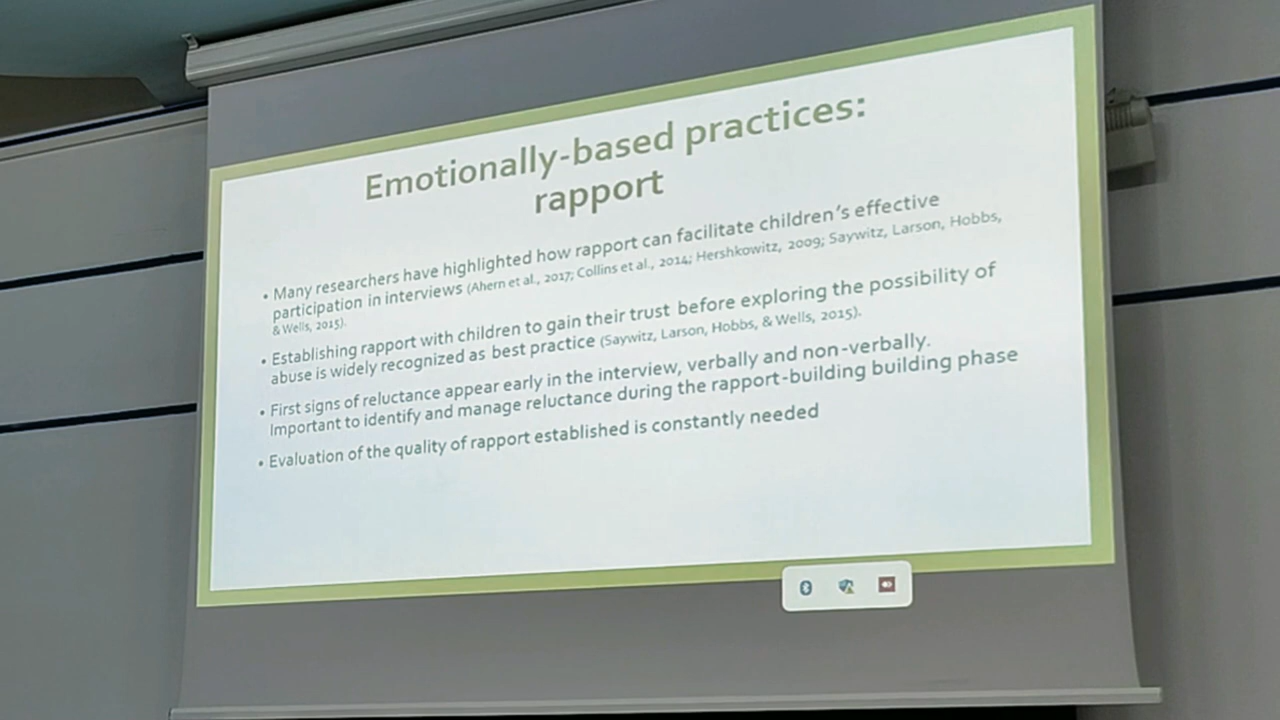 Emotionally-based practices:
rapport
• Many researchers have highlighted how rapport can facilitate children's effective
participation in interviews (Ahern et al., 2017; Collins et al., 2014; Hershkowitz, 2009; Saywitz, Larson, Hobbs,
& Wells, 2015).
• Establishing rapport with children to gain their trust before exploring the possibility of
abuse is widely recognized as best practice (Saywitz, Larson, Hobbs, & Wells, 2015).
• First signs of reluctance appear early in the interview, verbally and non-verbally.
Important to identify and manage reluctance during the rapport-building building phase
• Evaluation of the quality of rapport established is constantly needed